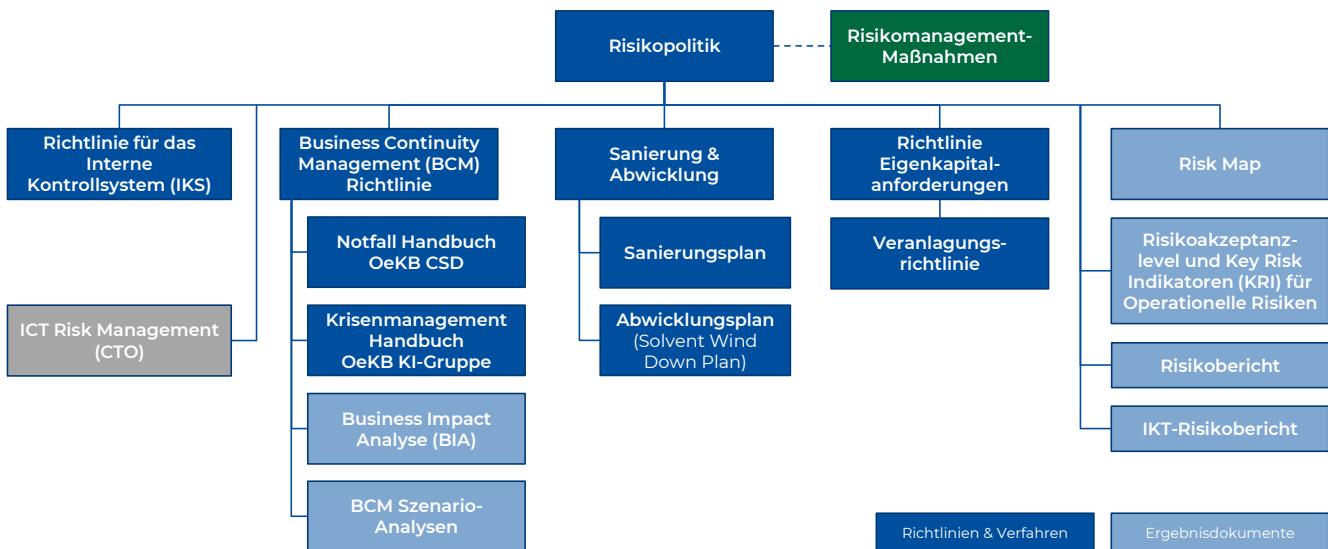 Risikopolitik
Risikomanagement-
Maßnahmen
Richtlinie für das
Interne
Kontrollsystem (IKS)
Business Continuity
Management (BCM)
Richtlinie
Sanierung &
Abwicklung
Richtlinie
Eigenkapital-
anforderungen
Risk Map
Notfall Handbuch
OeKB CSD
Sanierungsplan
Veranlagungs-
richtlinie
Risikoakzeptanz-
level und Key Risk
Indikatoren (KRI) für
Operationelle Risiken
ICT Risk Management
(CTO)
Krisenmanagement
Handbuch
OeKB KI-Gruppe
Abwicklungsplan
(Solvent Wind
Down Plan)
Risikobericht
Business Impact
Analyse (BIA)
IKT-Risikobericht
BCM Szenario-
Analysen
Richtlinien & Verfahren
Ergebnisdokumente